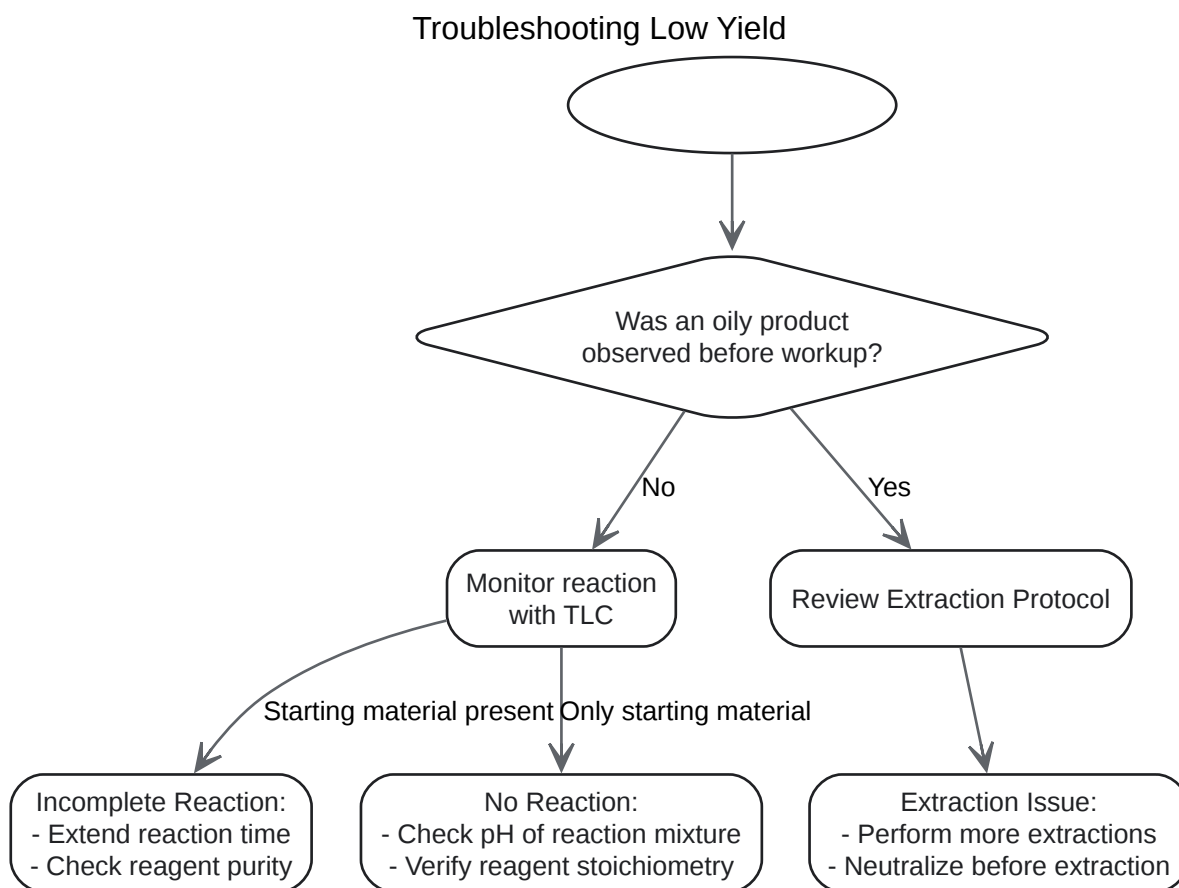 Troubleshooting Low Yield
Was an oily product
observed before workup?
No
Yes
Monitor reaction
with TLC
Review Extraction Protocol
Starting material present
Only starting material
Incomplete Reaction:
- Extend reaction time
- Check reagent purity
No Reaction:
- Check pH of reaction mixture
- Verify reagent stoichiometry
Extraction Issue:
- Perform more extractions
- Neutralize before extraction